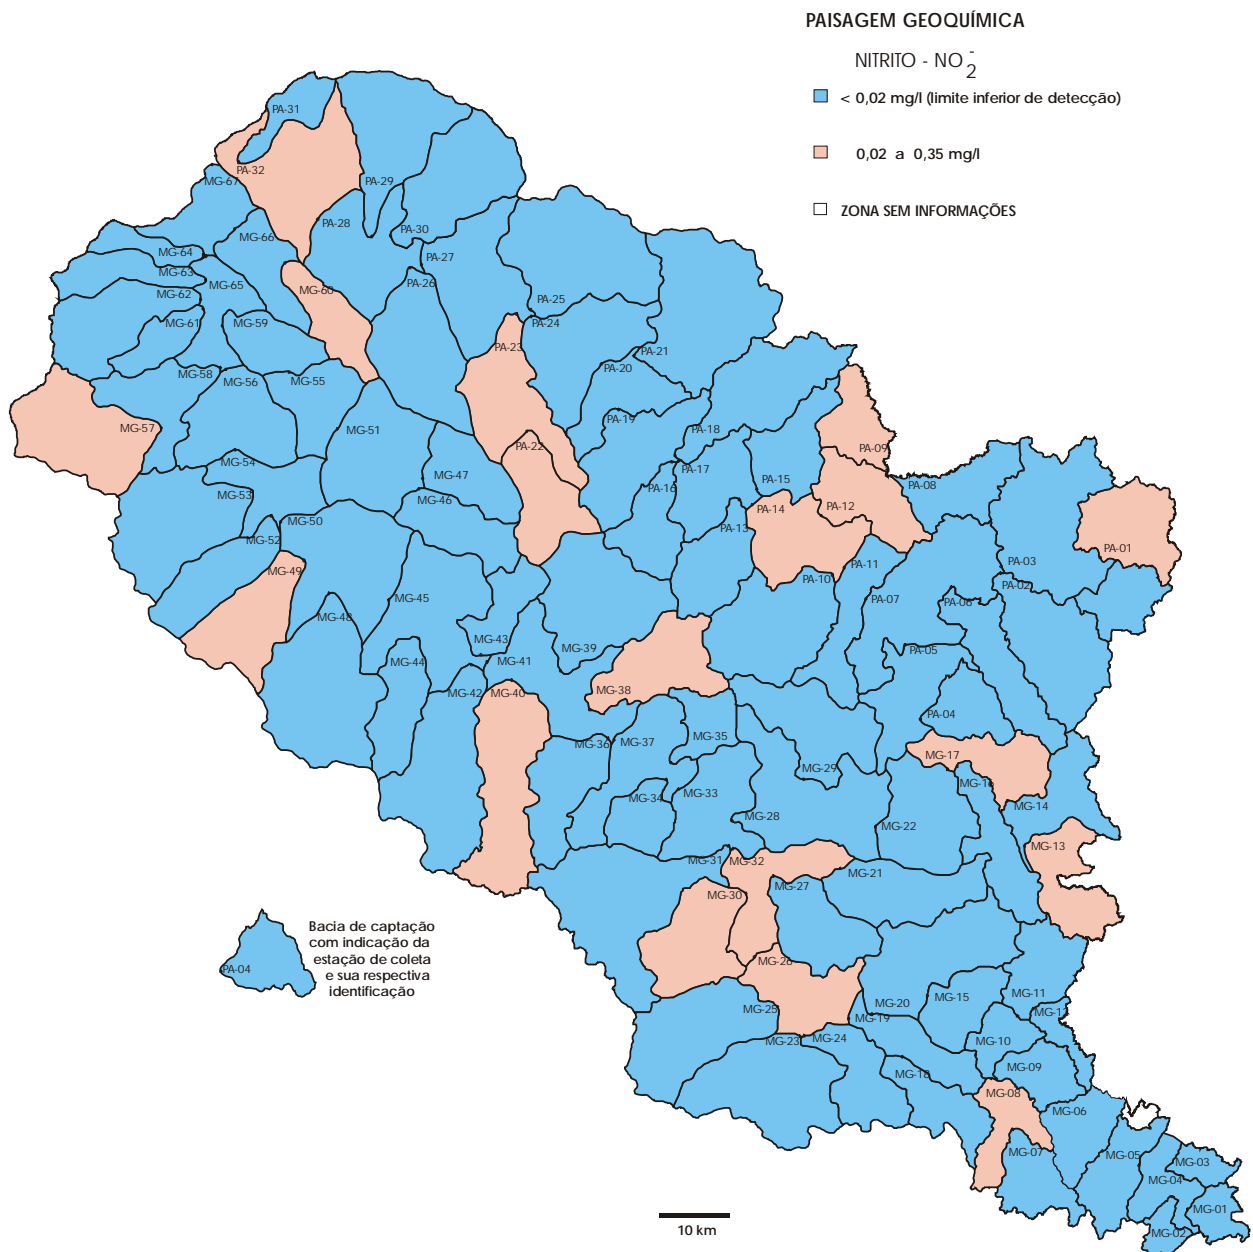 PAISAGEM GEOQUÍMICA
NITRITO - NO2-
< 0,02 mg/l (limite inferior de detecção)
0,02 a 0,35 mg/l
ZONA SEM INFORMAÇÕES
PA-31
PA-32
MG-67
PA-29
PA-28
PA-30
MG-66
MG-64
PA-27
MG-63
PA-26
MG-65
MG-60
MG-62
PA-25
MG-61
MG-59
PA-24
PA-23
PA-21
PA-20
MG-58
MG-56
MG-55
PA-19
MG-57
MG-51
PA-18
PA-22
PA-09
MG-54
PA-17
MG-47
PA-15
PA-08
PA-16
MG-53
MG-46
PA-14
PA-12
MG-50
PA-13
MG-52
PA-01
PA-03
PA-11
MG-49
PA-10
PA-02
MG-45
PA-07
PA-06
MG-48
MG-43
MG-39
PA-05
MG-44
MG-41
MG-42
MG-40
MG-38
PA-04
MG-36
MG-37
MG-35
MG-17
MG-29
MG-16
MG-34
MG-33
MG-14
MG-28
MG-22
MG-13
MG-31
MG-32
MG-21
MG-30
MG-27
Bacia de captação
com indicação da
estação de coleta
e sua respectiva
identificação
PA-04
MG-26
MG-15
MG-11
MG-25
MG-20
MG-12
MG-19
MG-23
MG-24
MG-10
MG-09
MG-18
MG-08
MG-06
MG-07
MG-05
MG-03
MG-04
MG-01
MG-02
10 km